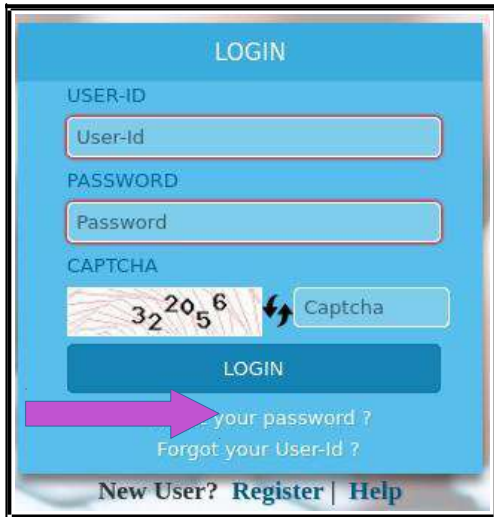 LOGIN
USER-ID
User-Id
PASSWORD
Password
CAPTCHA
322056 Captcha
LOGIN
your password ?
Forgot your User-Id ?
New User? Register | Help